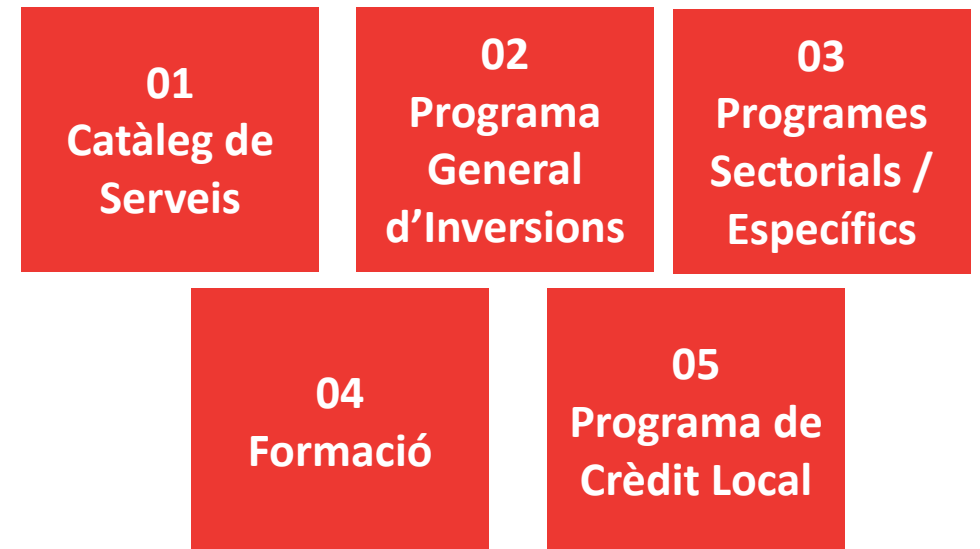 01
Catàleg de
Serveis
02
Programa
General
d’Inversions
03
Programes
Sectorials /
Específics
04
Formació
05
Programa de
Crèdit Local